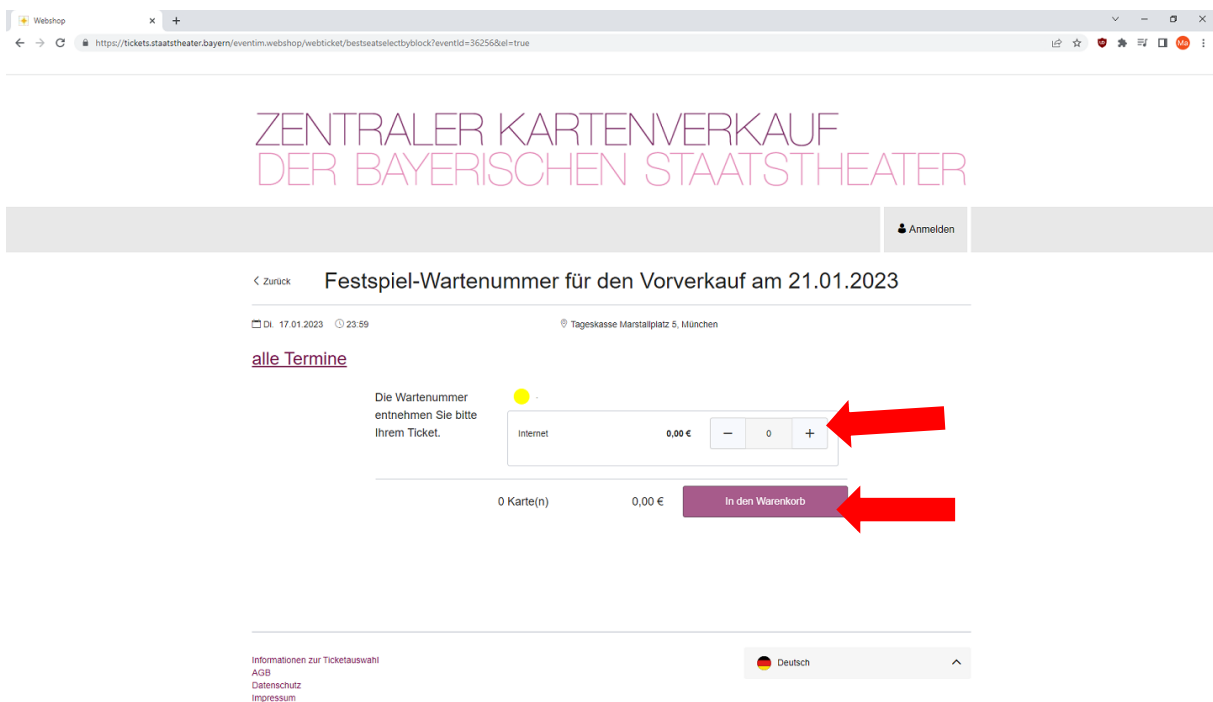 Webshop
https://tickets.staatstheater.bayern/eventim.webshop/webticket/bestseatselectbyblock?eventId=36256&el=true
Ma
ZENTRALER KARTENVERKAUF
DER BAYERISCHEN STAATSTHEATER
Anmelden
Zurück
Festspiel-Wartenummer für den Vorverkauf am 21.01.2023
Di. 17.01.2023 23:59 Tageskasse Marstallplatz 5, München
alle Termine
Die Wartenummer
entnehmen Sie bitte
Ihrem Ticket.
Internet 0,00 € − 0 +
0 Karte(n) 0,00 € In den Warenkorb
Informationen zur Ticketauswahl
AGB
Datenschutz
Impressum
Deutsch